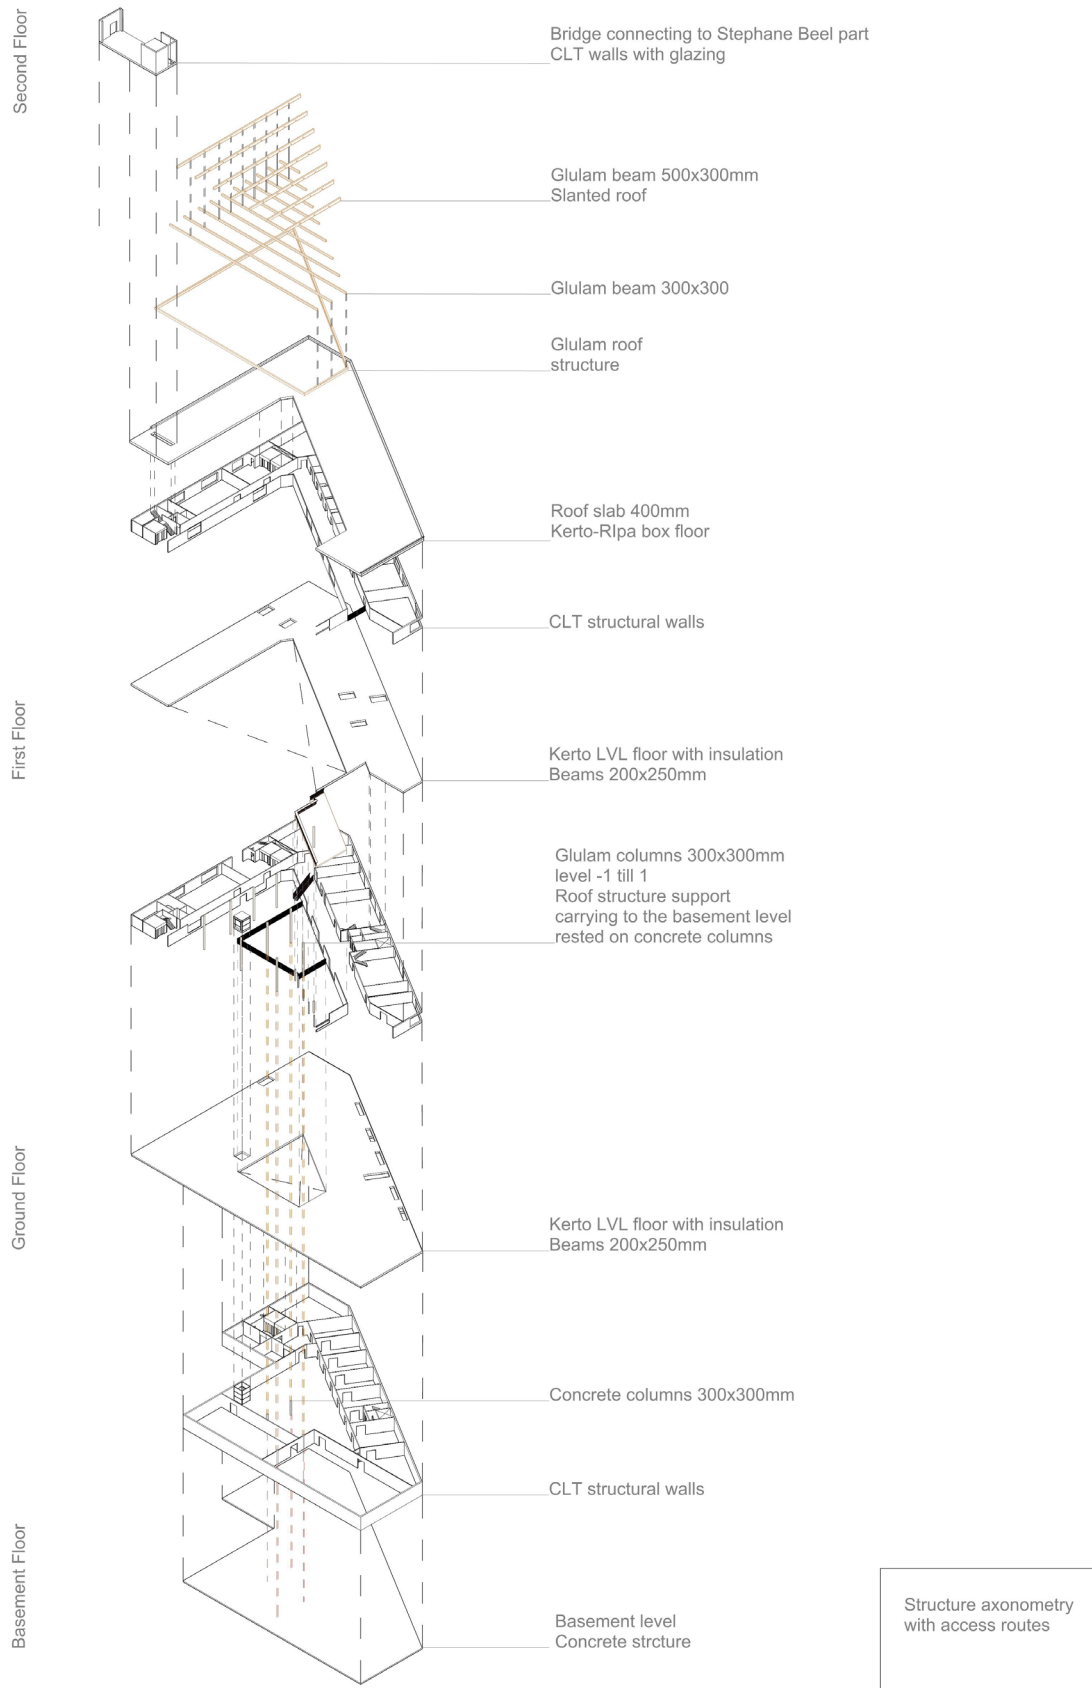 Second Floor
Bridge connecting to Stephane Beel part
CLT walls with glazing
Glulam beam 500x300mm
Slanted roof
Glulam beam 300x300
Glulam roof
structure
Roof slab 400mm
Kerto-RIpa box floor
CLT structural walls
First Floor
Kerto LVL floor with insulation
Beams 200x250mm
Glulam columns 300x300mm
level -1 till 1
Roof structure support
carrying to the basement level
rested on concrete columns
Ground Floor
Kerto LVL floor with insulation
Beams 200x250mm
Concrete columns 300x300mm
CLT structural walls
Basement Floor
Basement level
Concrete strcture
Structure axonometry
with access routes